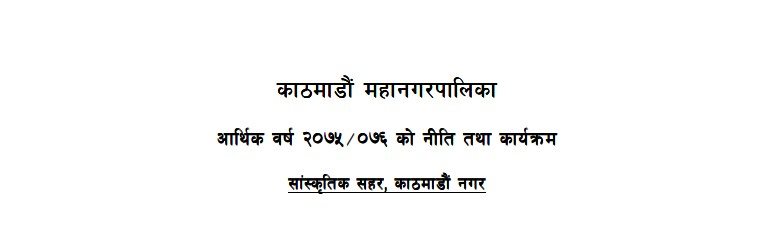 काठमाडौं महानगरपालिका
आर्थिक वर्ष २०७५/०७६ को नीति तथा कार्यक्रम
सांस्कृतिक सहर, काठमाडौं नगर